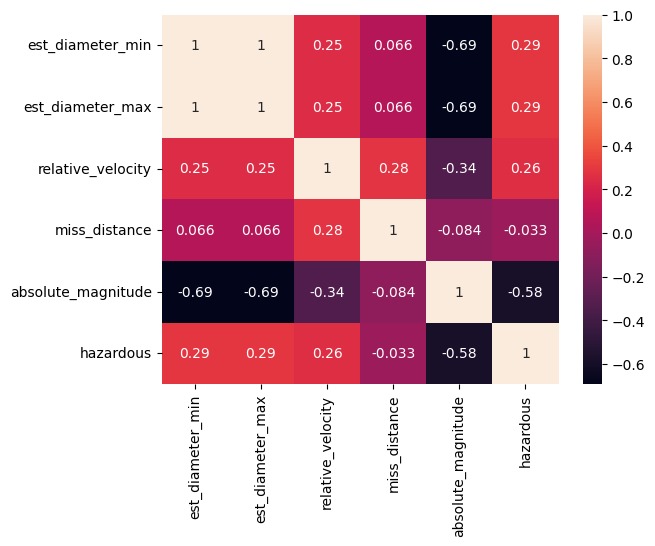 est_diameter_min 1 1 0.25 0.066 -0.69 0.29
est_diameter_max 1 1 0.25 0.066 -0.69 0.29
relative_velocity 0.25 0.25 1 0.28 -0.34 0.26
miss_distance 0.066 0.066 0.28 1 -0.084 -0.033
absolute_magnitude -0.69 -0.69 -0.34 -0.084 1 -0.58
hazardous 0.29 0.29 0.26 -0.033 -0.58 1
est_diameter_min
est_diameter_max
relative_velocity
miss_distance
absolute_magnitude
hazardous
1.0
0.8
0.6
0.4
0.2
0.0
−0.2
−0.4
−0.6